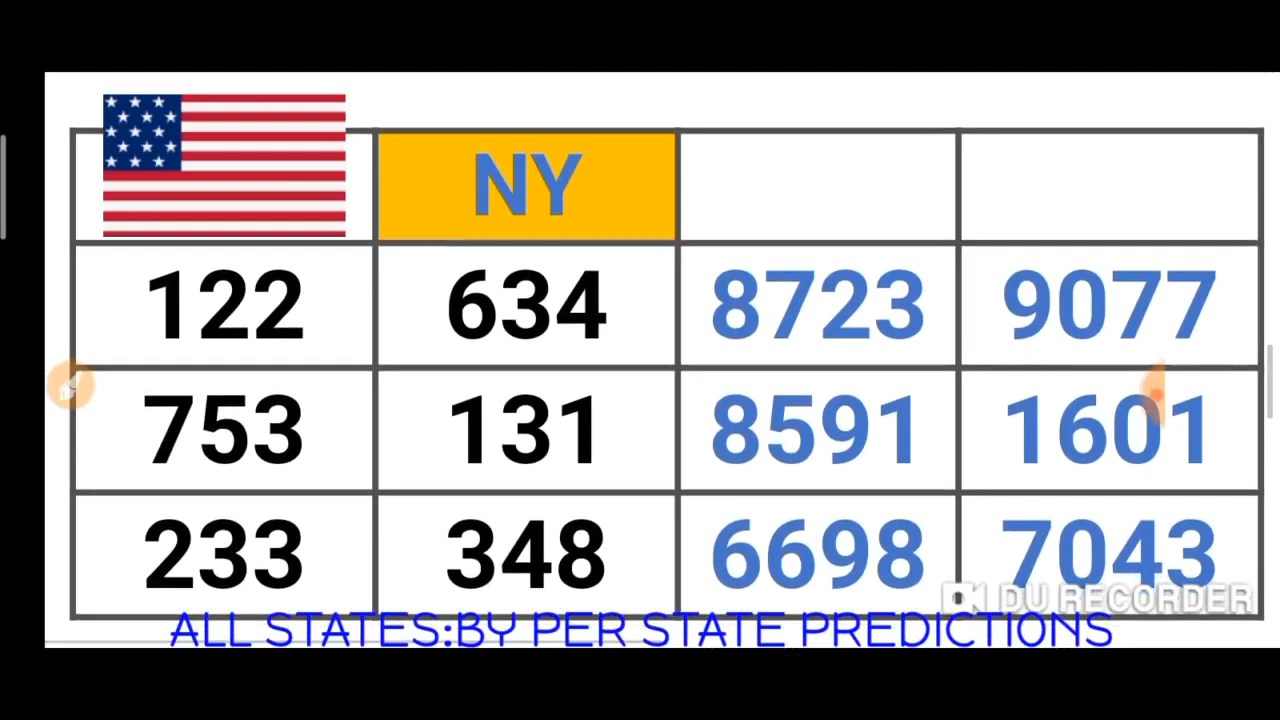 NY
122 634 8723 9077
753 131 8591 1601
233 348 6698 7043
DU RECORDER
ALL STATES:BY PER STATE PREDICTIONS